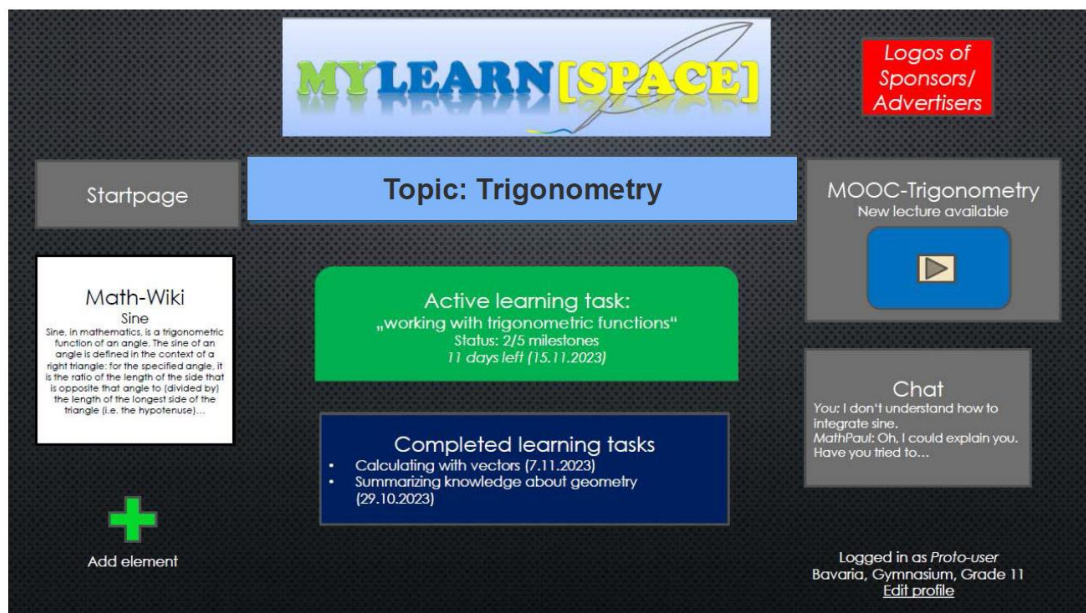 MYLEARN[SPACE]
Logos of
Sponsors/
Advertisers
Startpage
Topic: Trigonometry
MOOC-Trigonometry
New lecture available
Math-Wiki
Sine
Sine, in mathematics, is a trigonometric
function of an angle. The sine of an
angle is defined in the context of a
right triangle: for the specified angle, it
is the ratio of the length of the side that
is opposite that angle to (divided by)
the length of the longest side of the
triangle (i.e. the hypotenuse)…
Active learning task:
„working with trigonometric functions“
Status: 2/5 milestones
11 days left (15.11.2023)
Chat
You: I don't understand how to
integrate sine.
MathPaul: Oh, I could explain you.
Have you tried to…
Completed learning tasks
• Calculating with vectors (7.11.2023)
• Summarizing knowledge about geometry
(29.10.2023)
Add element
Logged in as Proto-user
Bavaria, Gymnasium, Grade 11
Edit profile